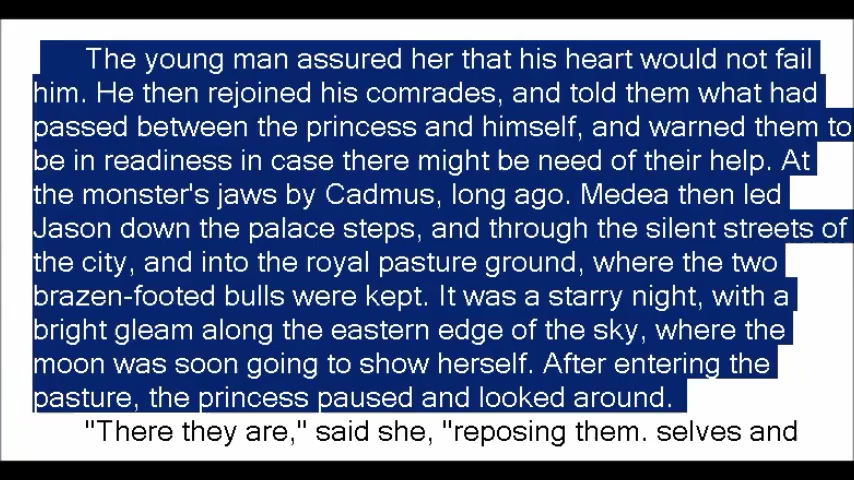 The young man assured her that his heart would not fail
him. He then rejoined his comrades, and told them what had
passed between the princess and himself, and warned them to
be in readiness in case there might be need of their help. At
the monster's jaws by Cadmus, long ago. Medea then led
Jason down the palace steps, and through the silent streets of
the city, and into the royal pasture ground, where the two
brazen-footed bulls were kept. It was a starry night, with a
bright gleam along the eastern edge of the sky, where the
moon was soon going to show herself. After entering the
pasture, the princess paused and looked around.
"There they are," said she, "reposing them. selves and